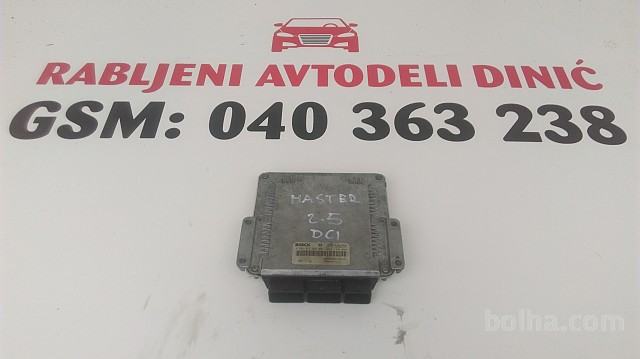 RABLJENI AVTODELI DINIĆ
GSM: 040 363 238
MASTER
2.5
DCI
BOSCH
bolha.com